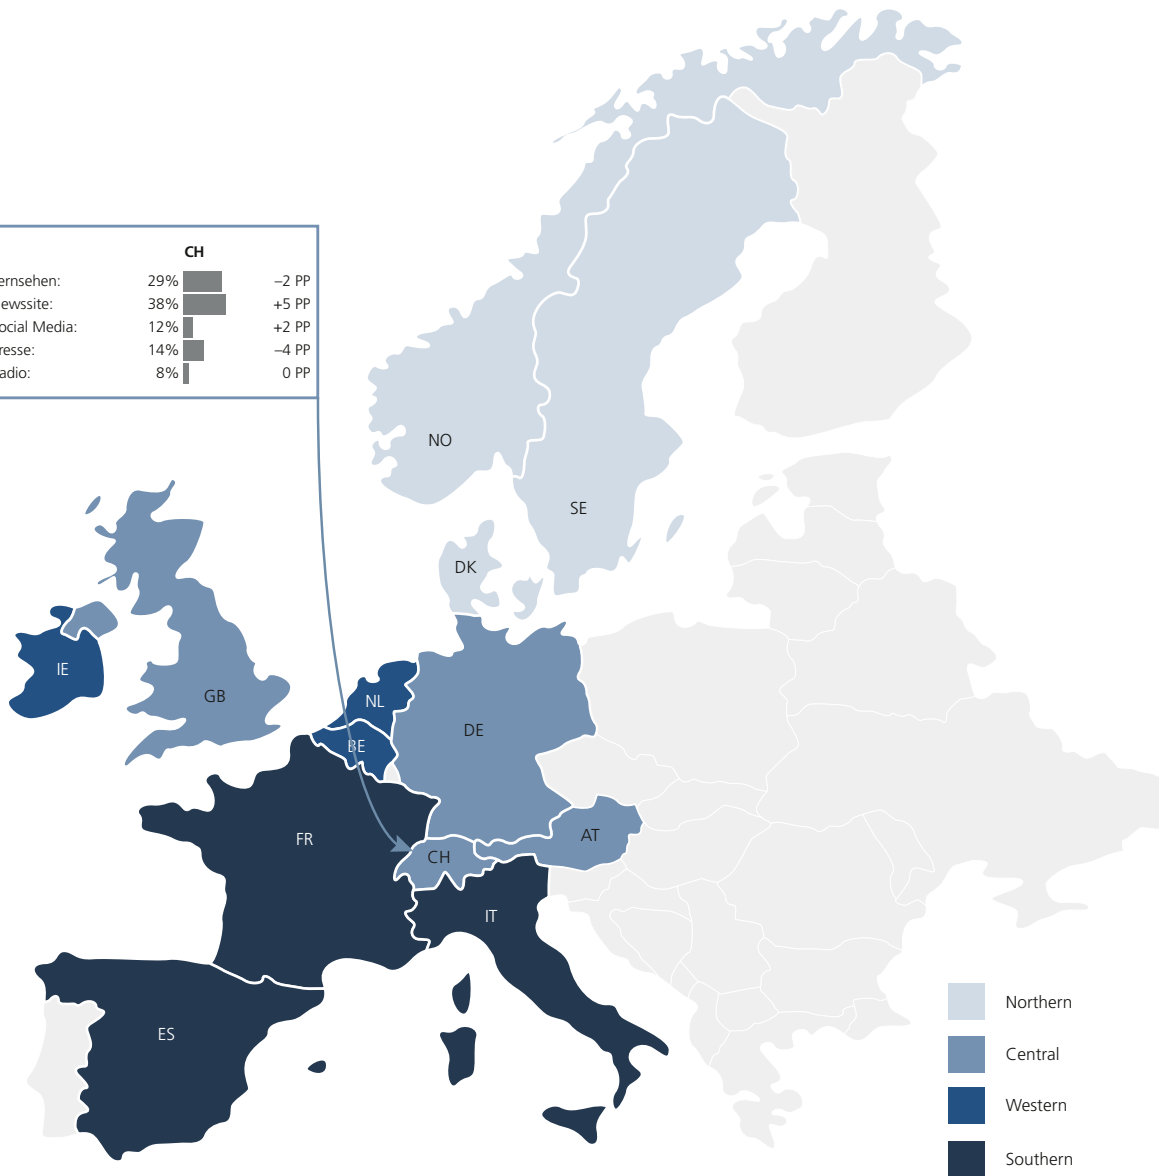 CH
ernsehen: 29% –2 PP
ewssite: 38% +5 PP
ocial Media: 12% +2 PP
resse: 14% –4 PP
adio: 8% 0 PP
NO
SE
DK
IE
GB
NL
BE
DE
FR
CH
AT
IT
ES
Northern
Central
Western
Southern